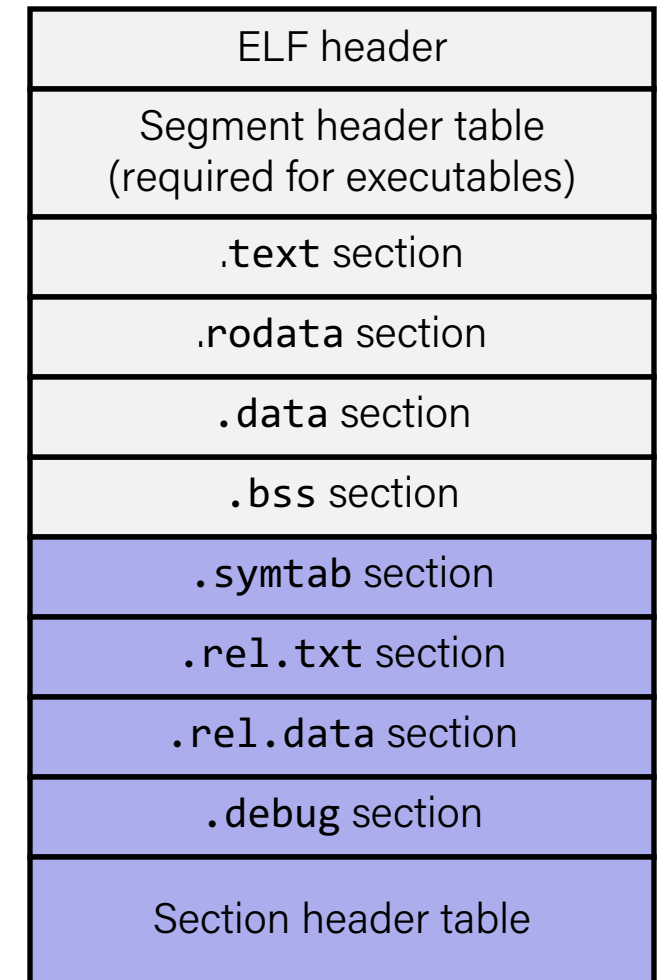 ELF header
Segment header table
(required for executables)
.text section
.rodata section
.data section
.bss section
.symtab section
.rel.txt section
.rel.data section
.debug section
Section header table